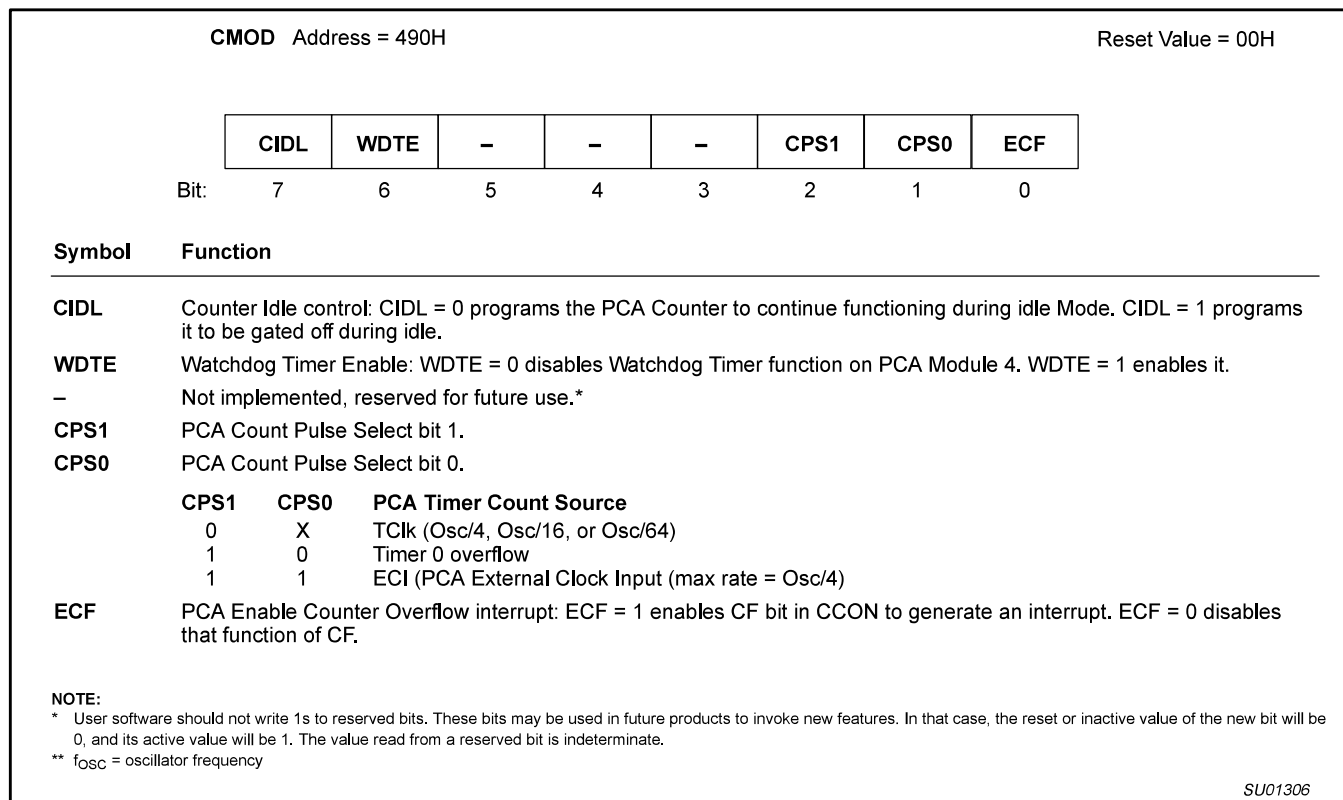 CMOD Address = 490H Reset Value = 00H
CIDL WDTE – – – CPS1 CPS0 ECF
Bit: 7 6 5 4 3 2 1 0
Symbol Function
CIDL Counter Idle control: CIDL = 0 programs the PCA Counter to continue functioning during idle Mode. CIDL = 1 programs
it to be gated off during idle.
WDTE Watchdog Timer Enable: WDTE = 0 disables Watchdog Timer function on PCA Module 4. WDTE = 1 enables it.
– Not implemented, reserved for future use.*
CPS1 PCA Count Pulse Select bit 1.
CPS0 PCA Count Pulse Select bit 0.
CPS1 CPS0 PCA Timer Count Source
0 X TClk (Osc/4, Osc/16, or Osc/64)
1 0 Timer 0 overflow
1 1 ECI (PCA External Clock Input (max rate = Osc/4)
ECF PCA Enable Counter Overflow interrupt: ECF = 1 enables CF bit in CCON to generate an interrupt. ECF = 0 disables
that function of CF.
NOTE:
* User software should not write 1s to reserved bits. These bits may be used in future products to invoke new features. In that case, the reset or inactive value of the new bit will be
0, and its active value will be 1. The value read from a reserved bit is indeterminate.
** fOSC = oscillator frequency
SU01306